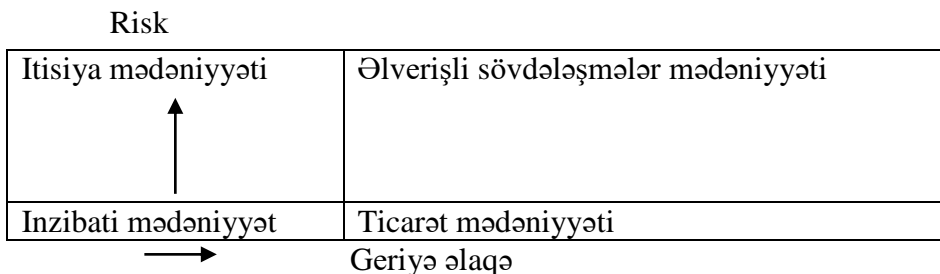 Risk
Itisiya mədəniyyəti
Əlverişli sövdələşmələr mədəniyyəti
Inzibati mədəniyyət
Ticarət mədəniyyəti
Geriyə əlaqə